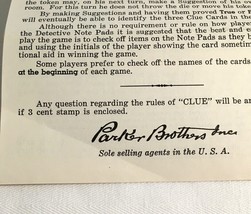 the token may, on his next turn, make a Suggestion of his ow
room. For this turn he does not throw the die or move his t
of Suggestions and having them proved True or F
will eventually be able to identify the three Clue Cards in the
Although there is no requirement or rule on how player
the Detective Note Pads it is suggested that the best and e
play the game is to check off items on the Note Pads as they b
and using the initials of the player showing the card sometim
tional aid in winning the game.
Some players prefer to check off the names of the cards
at the beginning of each game.
Any question regarding the rules of "CLUE" will be an
if 3 cent stamp is enclosed.
Parker Brothers Inc.
Sole selling agents in the U. S. A.